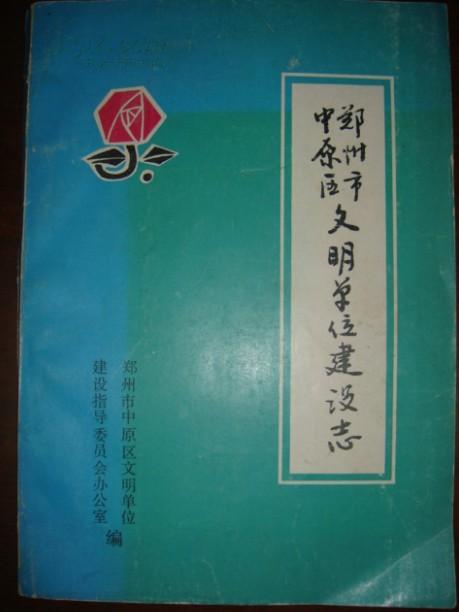 郑州市
中原区
文明单位建设志
郑州市中原区文明单位
建设指导委员会办公室
编